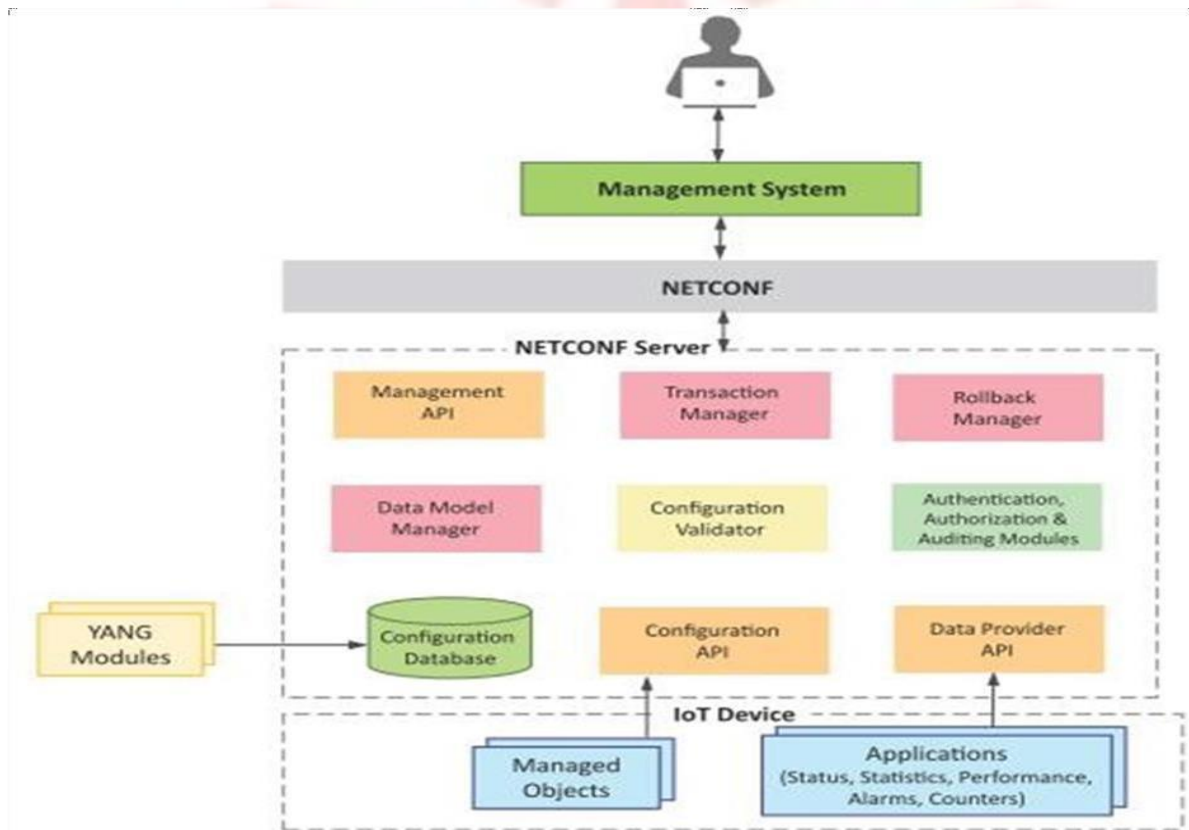 Management System
NETCONF
NETCONF Server
Management
API
Transaction
Manager
Rollback
Manager
Data Model
Manager
Configuration
Validator
Authentication,
Authorization &
Auditing Modules
YANG
Modules
Configuration
Database
Configuration
API
Data Provider
API
IoT Device
Managed
Objects
Applications
(Status, Statistics, Performance,
Alarms, Counters)